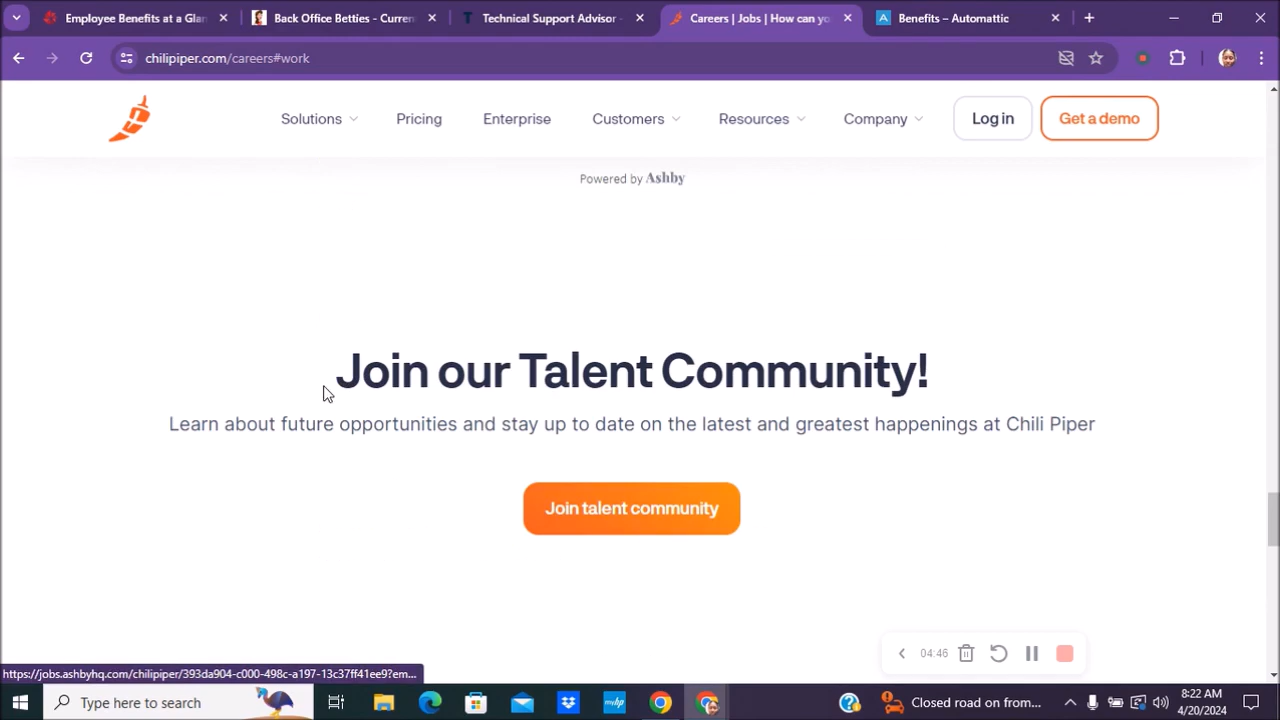 Employee Benefits at a Glan
Back Office Betties - Curren
Technical Support Advisor -
Careers | Jobs | How can yo
Benefits – Automattic
chilipiper.com/careers#work
Solutions
Pricing
Enterprise
Customers
Resources
Company
Log in
Get a demo
Powered by Ashby
Join our Talent Community!
Learn about future opportunities and stay up to date on the latest and greatest happenings at Chili Piper
Join talent community
04:46
https://jobs.ashbyhq.com/chilipiper/393da904-c000-498c-a197-13c37ff41ee9?em...
Type here to search
myhp
Closed road on from...
8:22 AM
4/20/2024